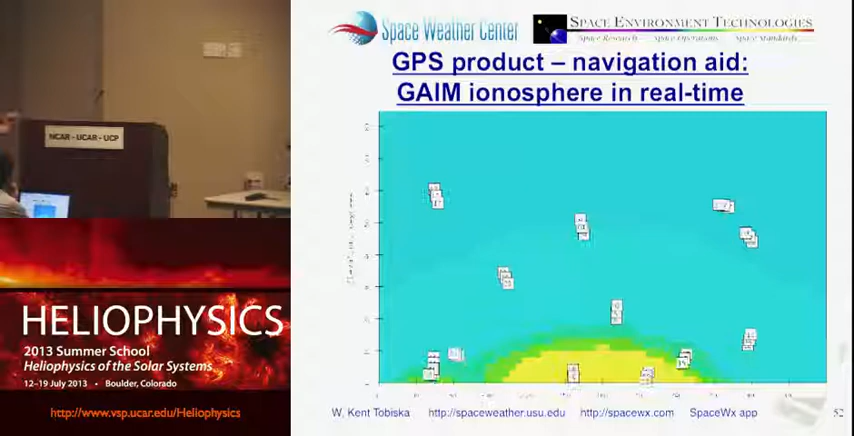 NCAR - UCAR - UCP
HELIOPHYSICS
2013 Summer School
Heliophysics of the Solar Systems
12–19 July 2013 • Boulder, Colorado
http://www.vsp.ucar.edu/Heliophysics
Space Weather Center
SPACE ENVIRONMENT TECHNOLOGIES
Space Research Space Operations Space Standards
GPS product – navigation aid:
GAIM ionosphere in real-time
W. Kent Tobiska http://spaceweather.usu.edu http://spacewx.com SpaceWx app 52